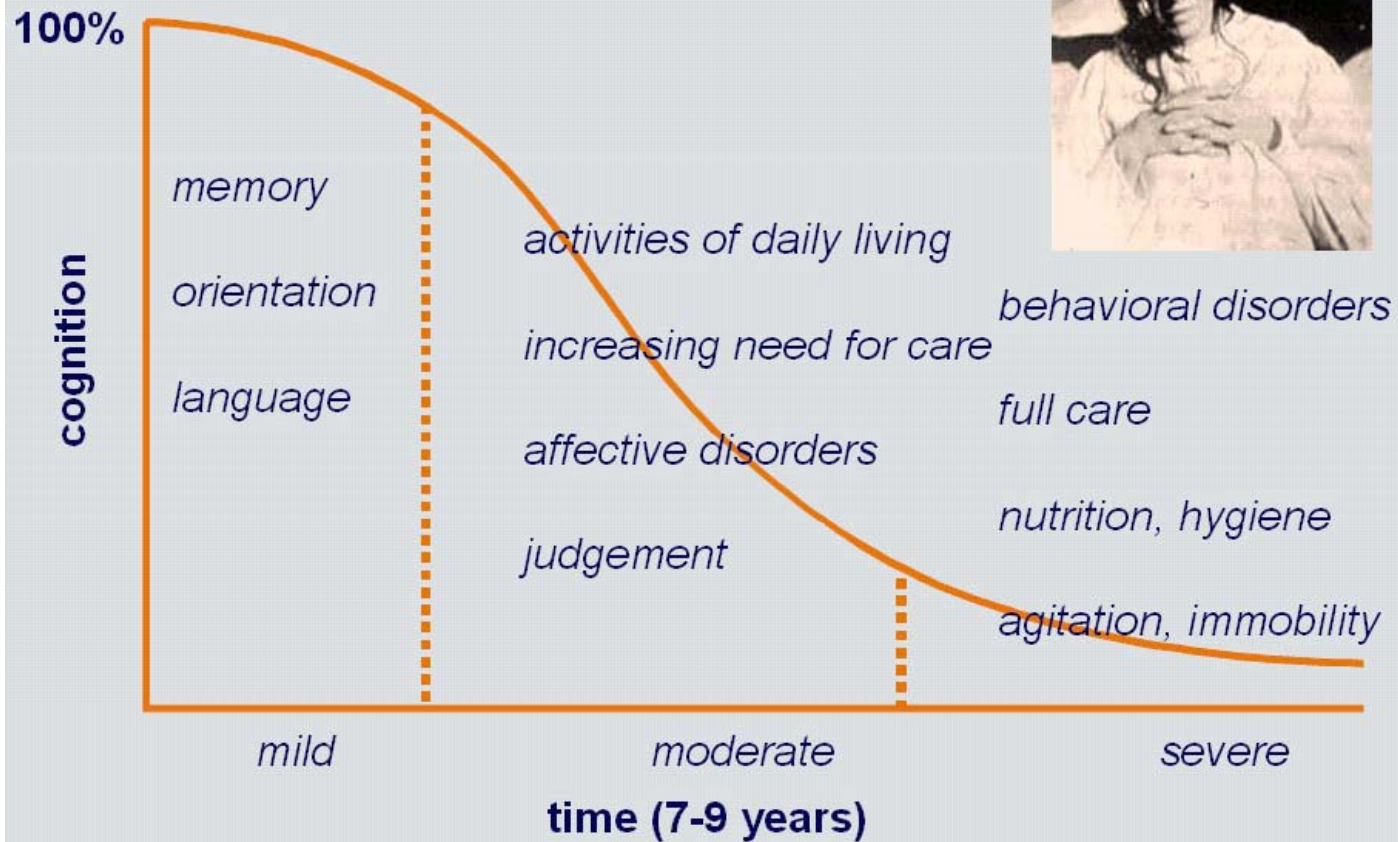 100%
cognition
memory
orientation
language
activities of daily living
increasing need for care
affective disorders
judgement
behavioral disorders
full care
nutrition, hygiene
agitation, immobility
mild
moderate
severe
time (7-9 years)